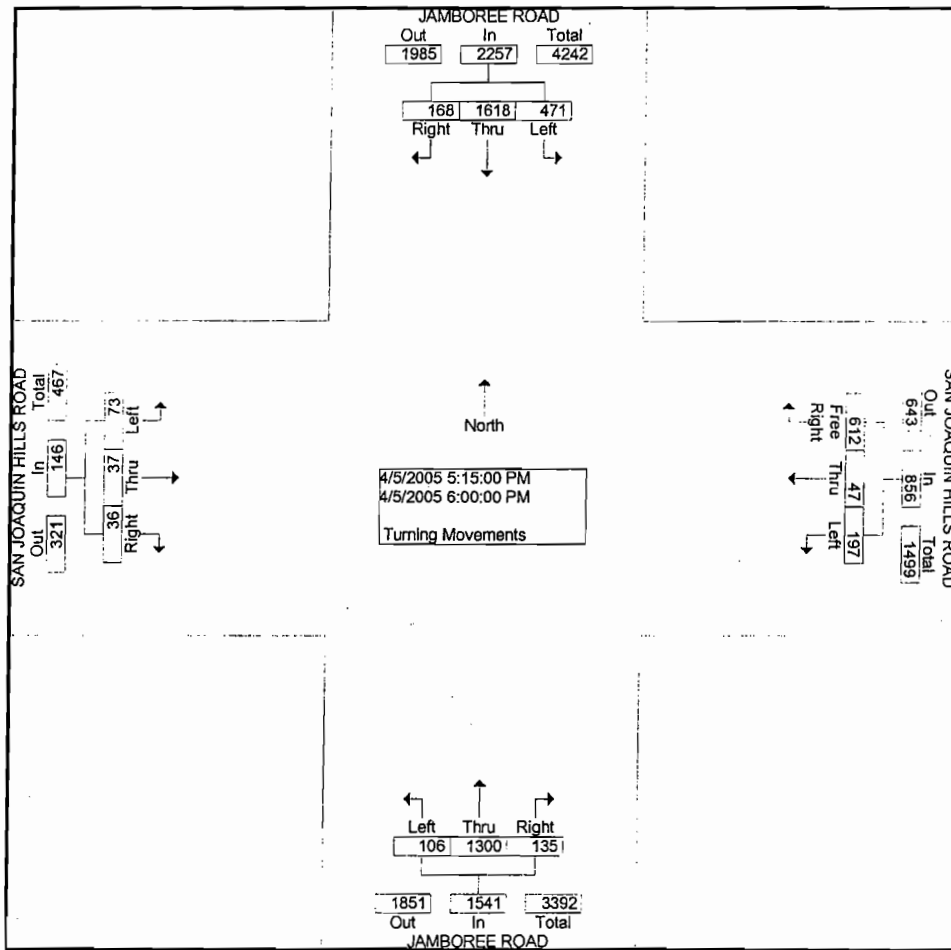 JAMBOREE ROAD
Out In Total
1985 2257 4242
168 1618 471
Right Thru Left
SAN JOAQUIN HILLS ROAD
Total In Out
467 146 321
73 37 36
Left Thru Right
North
4/5/2005 5:15:00 PM
4/5/2005 6:00:00 PM
Turning Movements
Free
Right Thru Left
612 47 197
643 856 1499
Out In Total
SAN JOAQUIN HILLS ROAD
Left Thru Right
106 1300 135
1851 1541 3392
Out In Total
JAMBOREE ROAD